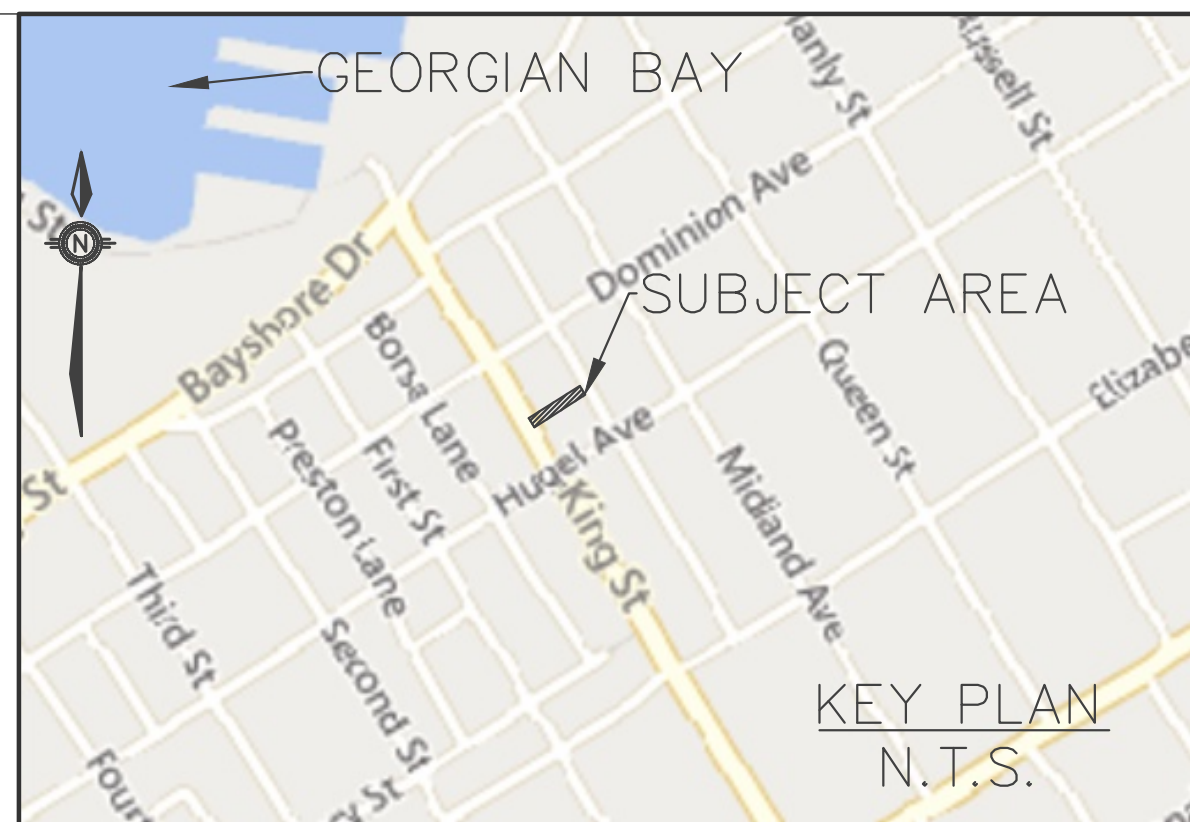 GEORGIAN BAY
Russell St
St
N
Dominion Ave
Bayshore Dr
SUBJECT AREA
Borsa Lane
Queen St
Preston Lane
First St
Hugel Ave
St
King St
Midland Ave
Third St
Second St
KEY PLAN
N.T.S.
St